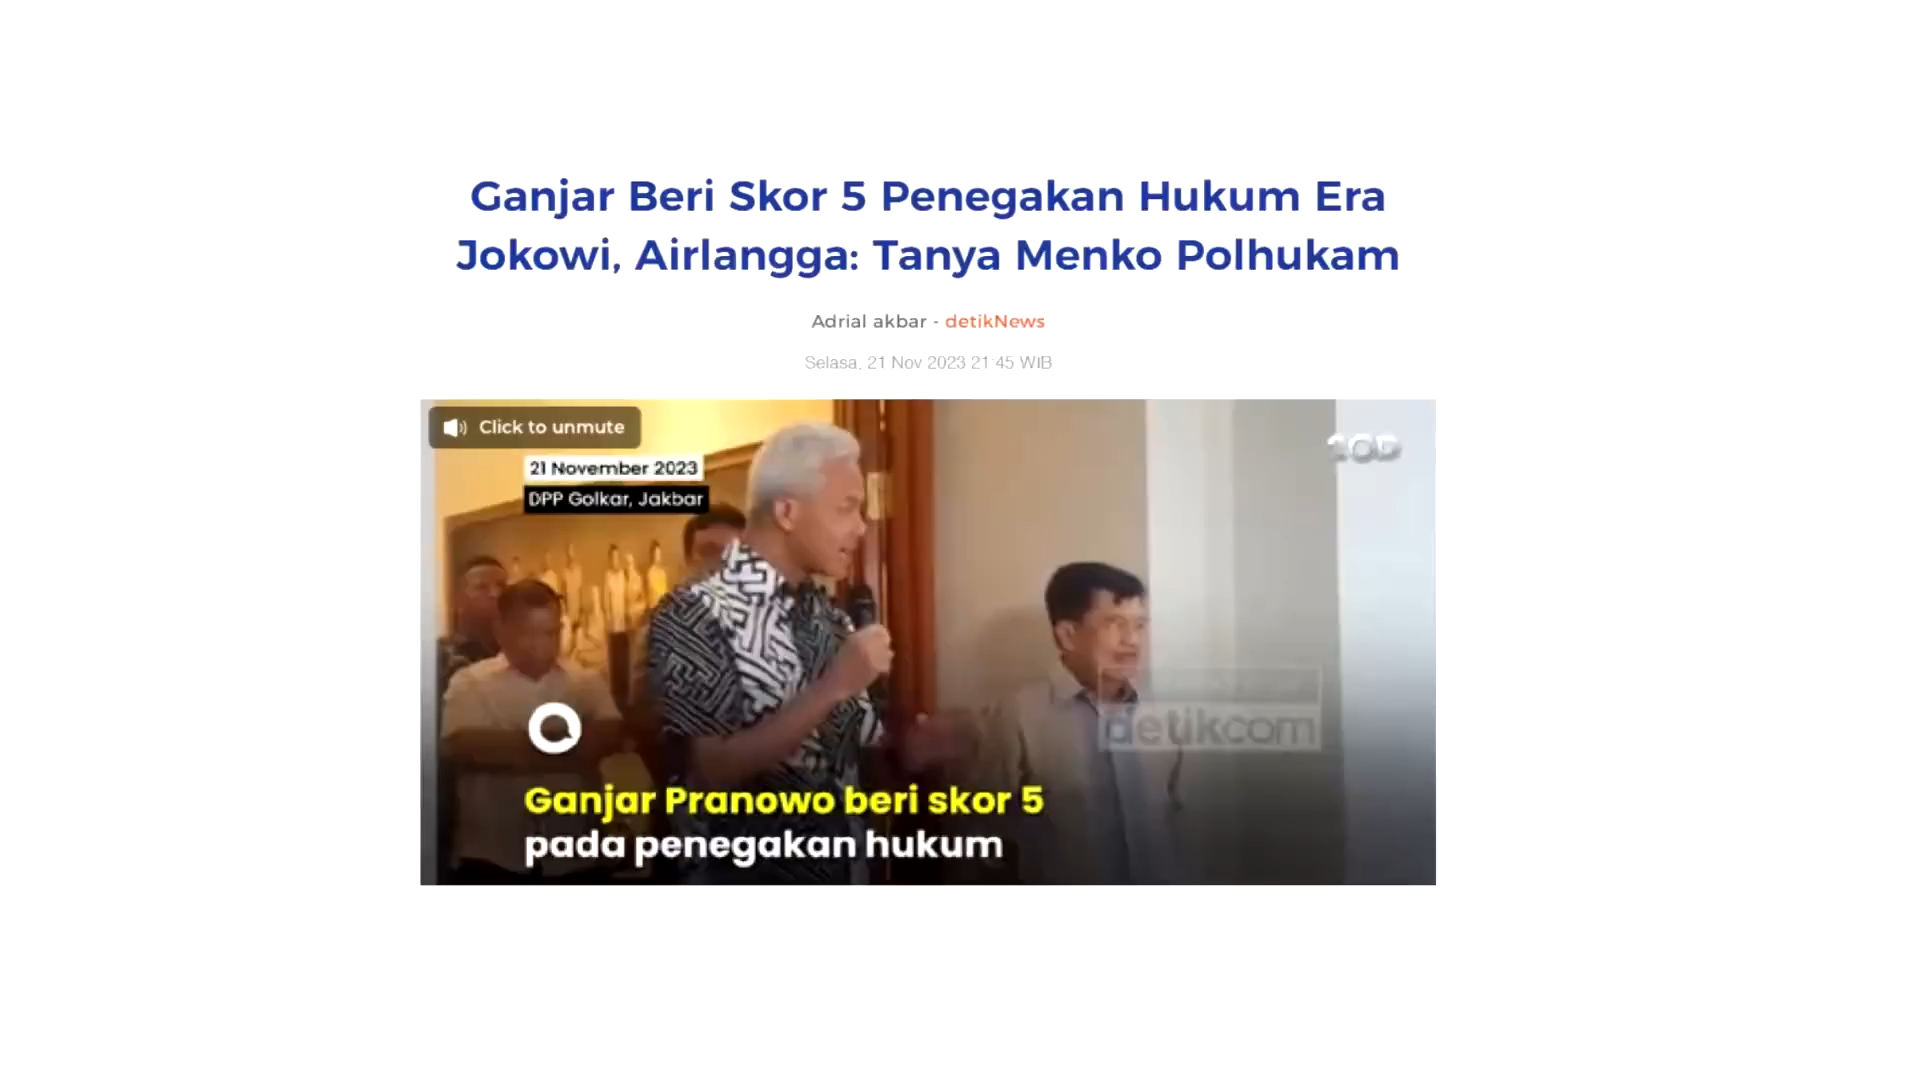 Ganjar Beri Skor 5 Penegakan Hukum Era
Jokowi, Airlangga: Tanya Menko Polhukam
Adrial akbar - detikNews
Selasa, 21 Nov 2023 21:45 WIB
Click to unmute
21 November 2023
DPP Golkar, Jakbar
20D
detikcom
Ganjar Pranowo beri skor 5
pada penegakan hukum